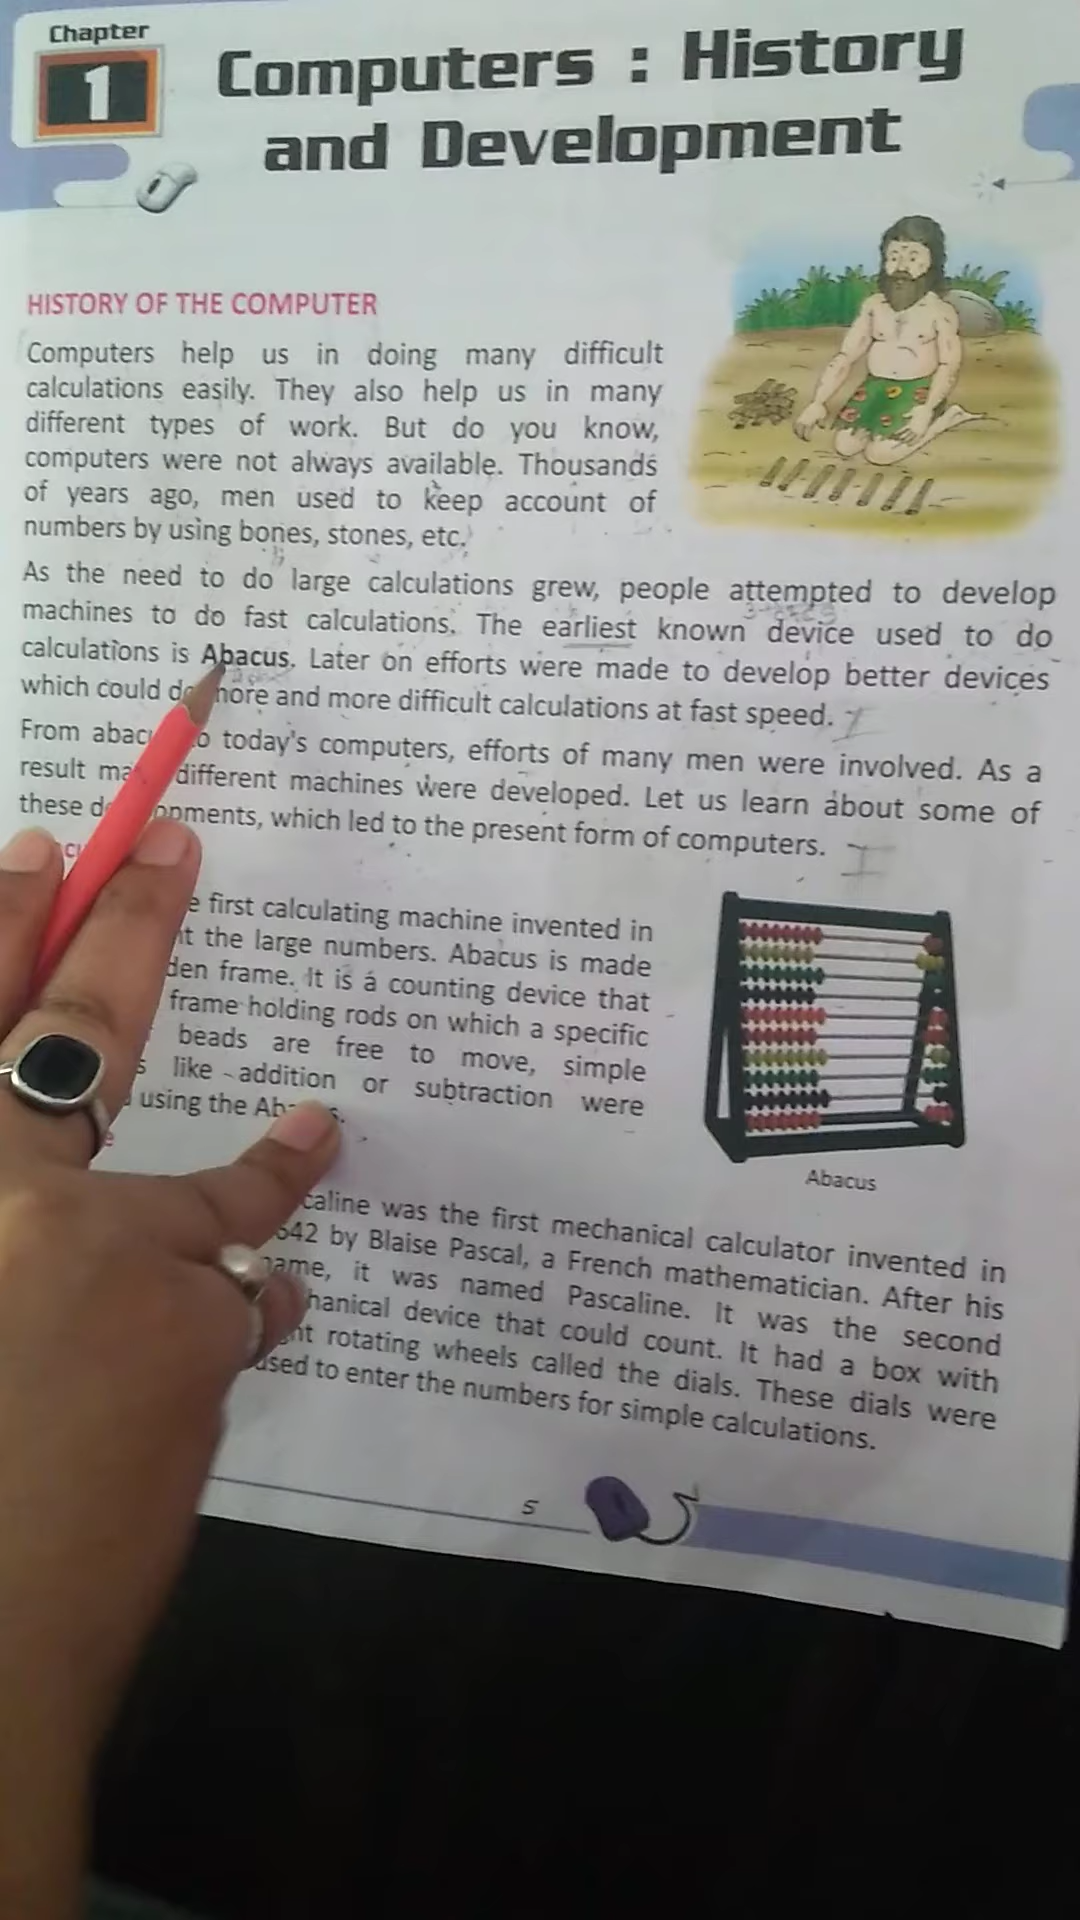 Chapter
1
Computers : History
and Development
HISTORY OF THE COMPUTER
Computers help us in doing many difficult
calculations easily. They also help us in many
different types of work. But do you know,
computers were not always available. Thousands
of years ago, men used to keep account of
numbers by using bones, stones, etc.
As the need to do large calculations grew, people attempted to develop
machines to do fast calculations. The earliest known device used to do
calculations is Abacus. Later on efforts were made to develop better devices
which could do more and more difficult calculations at fast speed.
From abacus to today's computers, efforts of many men were involved. As a
result many different machines were developed. Let us learn about some of
these developments, which led to the present form of computers.
first calculating machine invented in
the large numbers. Abacus is made
frame. It is a counting device that
frame holding rods on which a specific
beads are free to move, simple
like addition or subtraction were
using the Abacus.
Abacus
was the first mechanical calculator invented in
by Blaise Pascal, a French mathematician. After his
name, it was named Pascaline. It was the second
device that could count. It had a box with
rotating wheels called the dials. These dials were
used to enter the numbers for simple calculations.
5